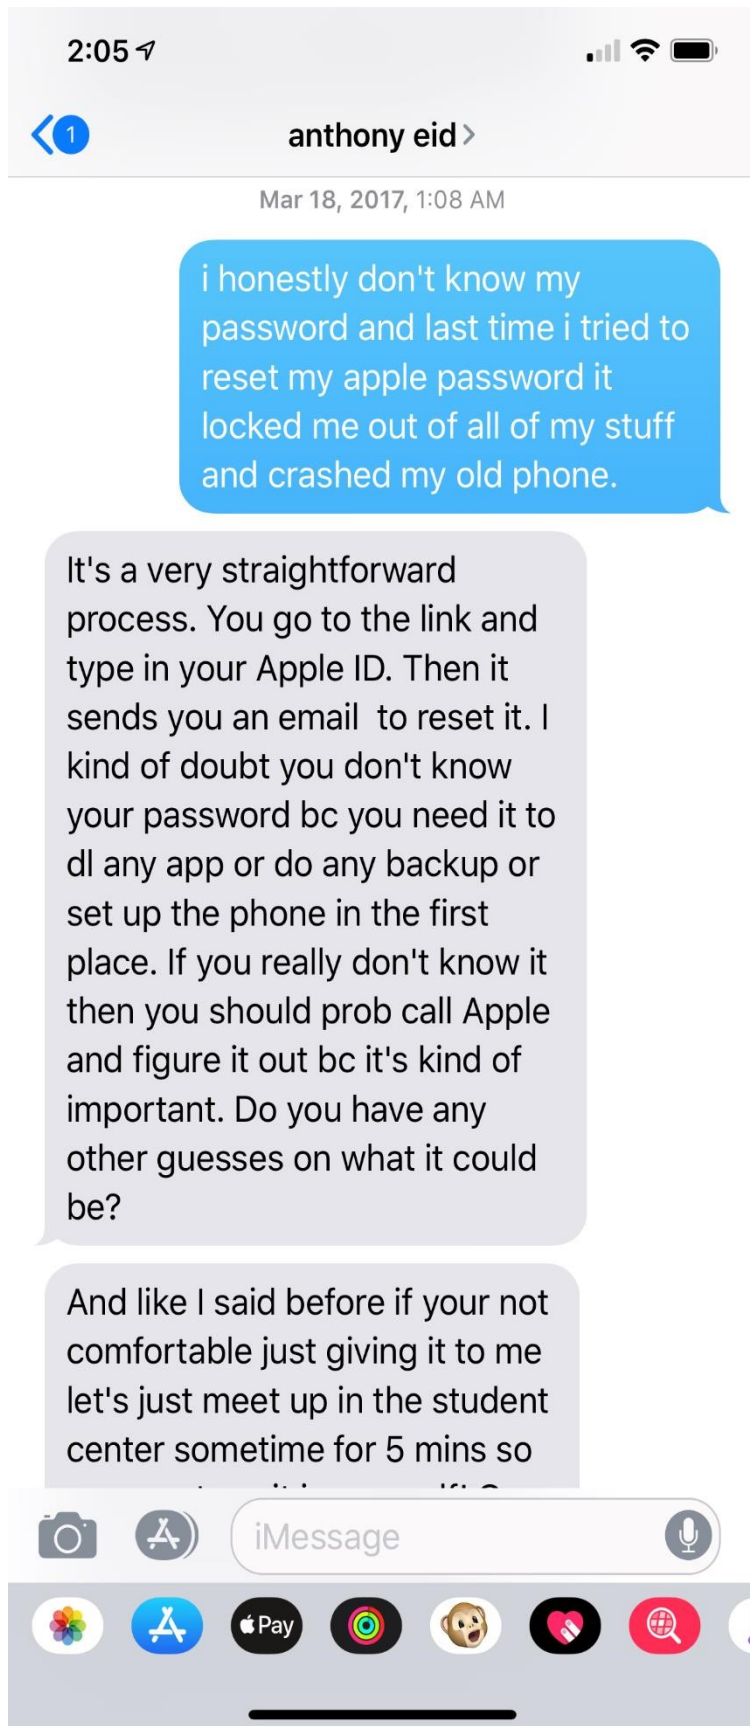 2:05
1
anthony eid
Mar 18, 2017, 1:08 AM
i honestly don't know my
password and last time i tried to
reset my apple password it
locked me out of all of my stuff
and crashed my old phone.
It's a very straightforward
process. You go to the link and
type in your Apple ID. Then it
sends you an email  to reset it. I
kind of doubt you don't know
your password bc you need it to
dl any app or do any backup or
set up the phone in the first
place. If you really don't know it
then you should prob call Apple
and figure it out bc it's kind of
important. Do you have any
other guesses on what it could
be?
And like I said before if your not
comfortable just giving it to me
let's just meet up in the student
center sometime for 5 mins so
iMessage
Pay